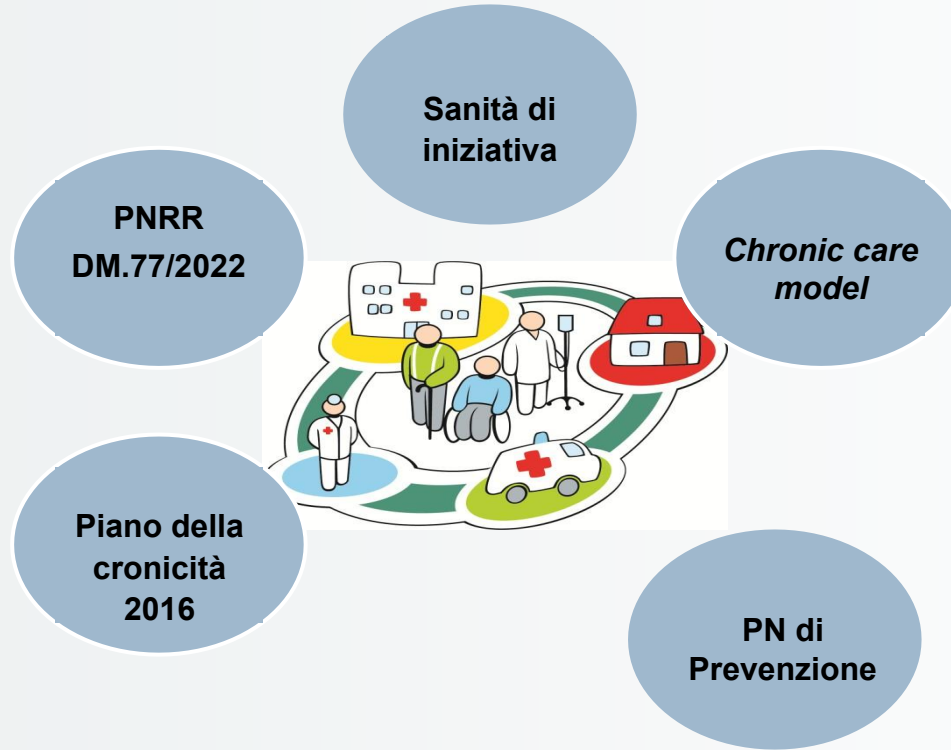 Sanità di
iniziativa
PNRR
DM.77/2022
Chronic care
model
Piano della
cronicità
2016
PN di
Prevenzione